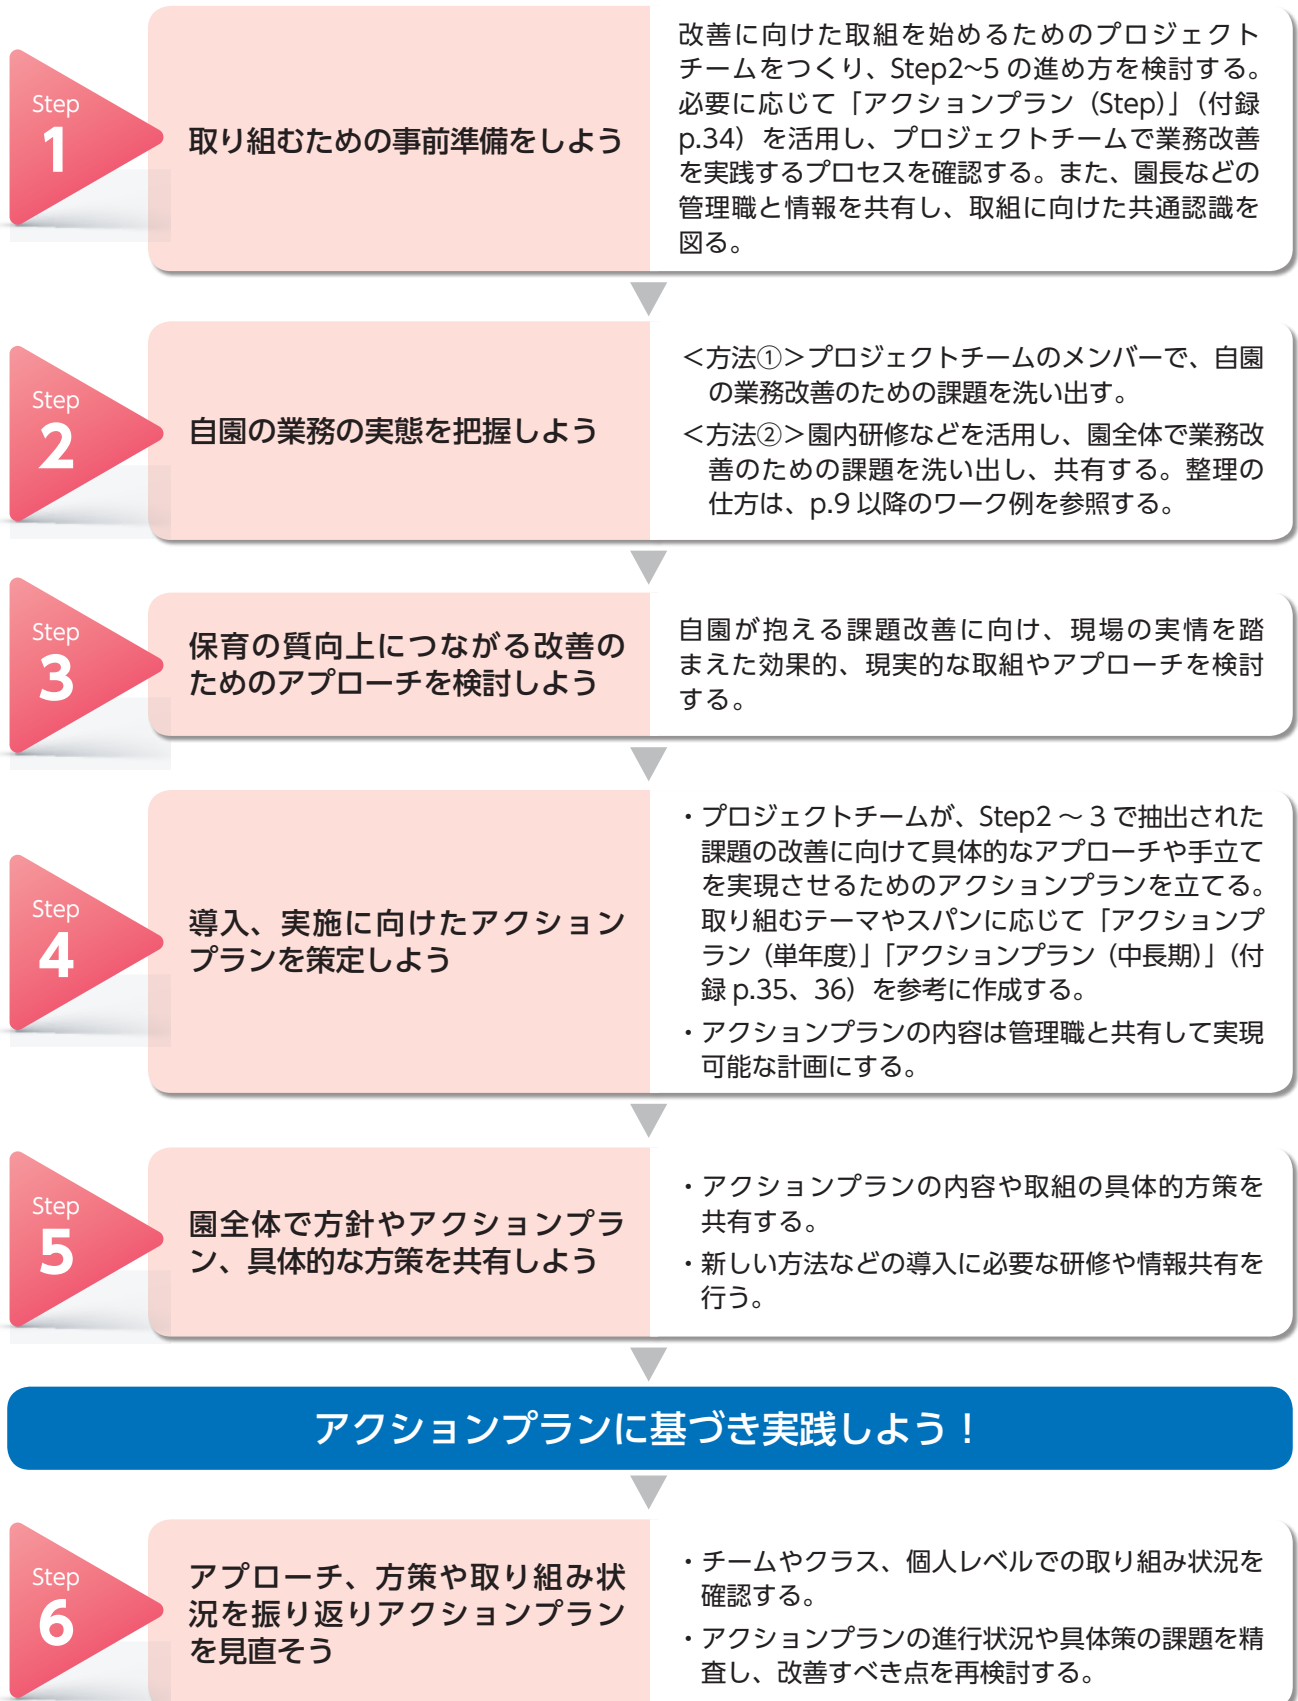 Step
1
取り組むための事前準備をしよう
改善に向けた取組を始めるためのプロジェクト
チームをつくり、Step2~5 の進め方を検討する。
必要に応じて「アクションプラン（Step）」（付録
p.34）を活用し、プロジェクトチームで業務改善
を実践するプロセスを確認する。また、園長などの
管理職と情報を共有し、取組に向けた共通認識を
図る。
Step
2
自園の業務の実態を把握しよう
＜方法①＞プロジェクトチームのメンバーで、自園
の業務改善のための課題を洗い出す。
＜方法②＞園内研修などを活用し、園全体で業務改
善のための課題を洗い出し、共有する。整理の
仕方は、p.9 以降のワーク例を参照する。
Step
3
保育の質向上につながる改善の
ためのアプローチを検討しよう
自園が抱える課題改善に向け、現場の実情を踏
まえた効果的、現実的な取組やアプローチを検討
する。
Step
4
導入、実施に向けたアクション
プランを策定しよう
・プロジェクトチームが、Step2 ～ 3 で抽出された
課題の改善に向けて具体的なアプローチや手立て
を実現させるためのアクションプランを立てる。
取り組むテーマやスパンに応じて「アクションプ
ラン（単年度）」「アクションプラン（中長期）」（付
録 p.35、36）を参考に作成する。
・アクションプランの内容は管理職と共有して実現
可能な計画にする。
Step
5
園全体で方針やアクションプラ
ン、具体的な方策を共有しよう
・アクションプランの内容や取組の具体的方策を
共有する。
・新しい方法などの導入に必要な研修や情報共有を
行う。
アクションプランに基づき実践しよう！
Step
6
アプローチ、方策や取り組み状
況を振り返りアクションプラン
を見直そう
・チームやクラス、個人レベルでの取り組み状況を
確認する。
・アクションプランの進行状況や具体策の課題を精
査し、改善すべき点を再検討する。